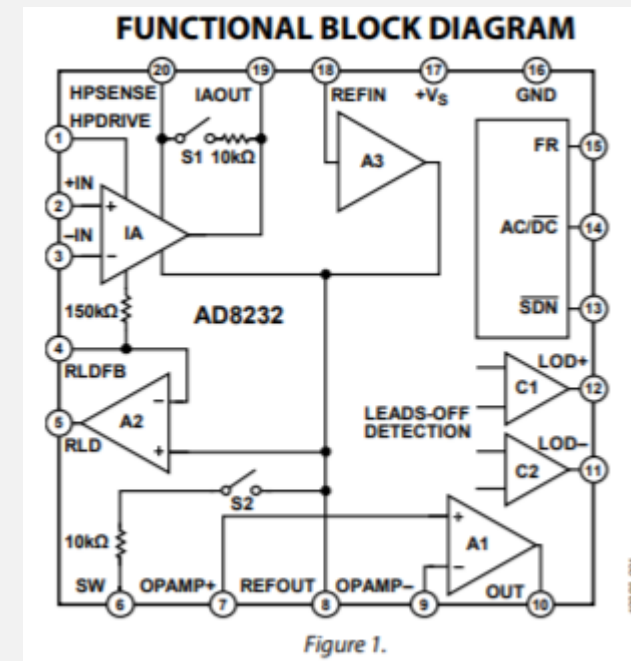 FUNCTIONAL BLOCK DIAGRAM
20 19 18 17 16
HPSENSE IAOUT REFIN +VS GND
HPDRIVE
1
S1 10kΩ
A3
FR 15
+IN
2
+
IA
AC/DC 14
–IN
3
–
150kΩ
AD8232
SDN 13
4
RLDFB
LOD+
C1
12
–
A2
5
RLD
+
LEADS-OFF
DETECTION
LOD–
C2
11
S2
10kΩ
+
A1
–
SW OPAMP+ REFOUT OPAMP– OUT
6 7 8 9 10
Figure 1.